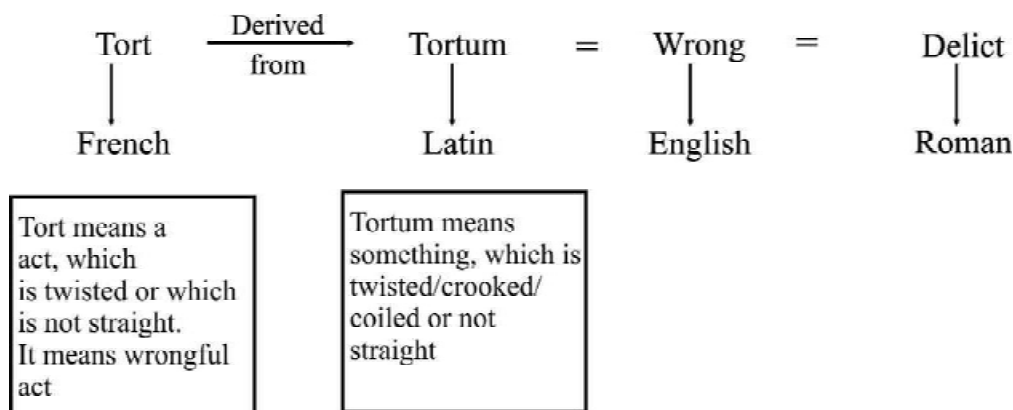 Tort Derived from Tortum = Wrong = Delict
French Latin English Roman
Tort means a
act, which
is twisted or which
is not straight.
It means wrongful
act
Tortum means
something, which is
twisted/crooked/
coiled or not
straight